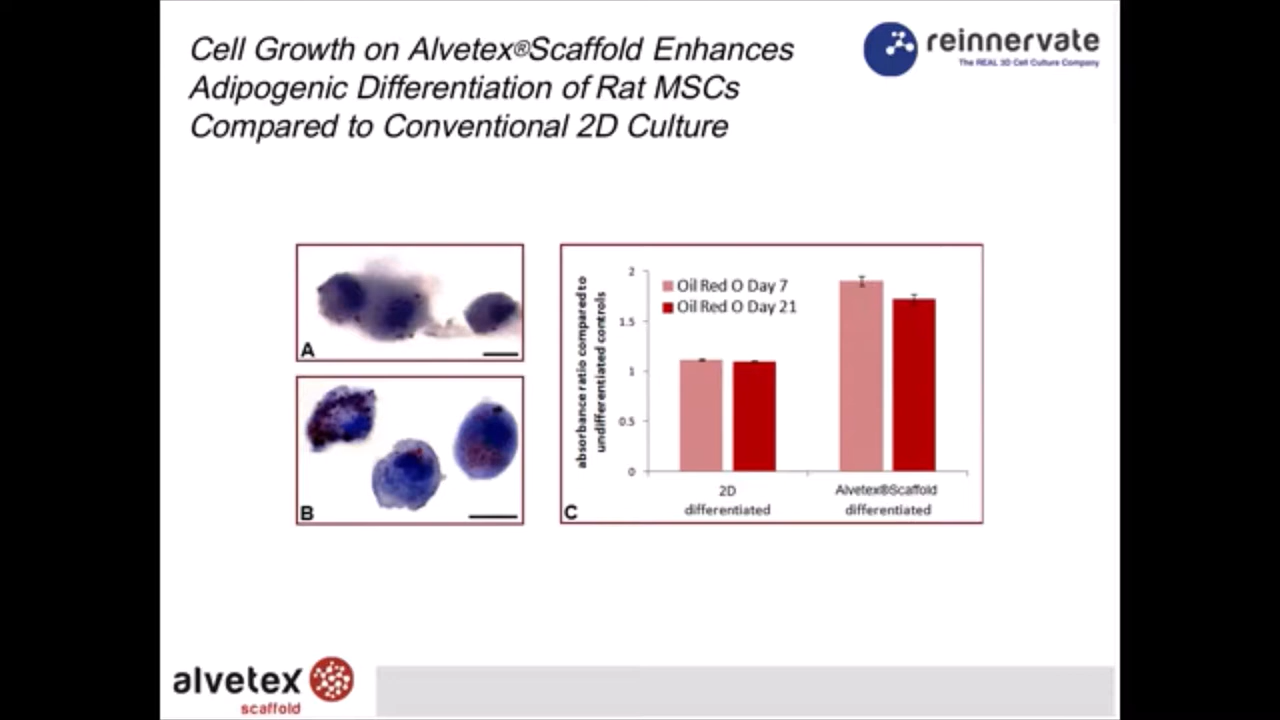 Cell Growth on Alvetex®Scaffold Enhances
Adipogenic Differentiation of Rat MSCs
Compared to Conventional 2D Culture
reinnervate
The REAL 3D Cell Culture Company
A
B
absorbance ratio compared to
undifferentiated controls
2
1.5
1
0.5
0
Oil Red O Day 7
Oil Red O Day 21
2D
differentiated
Alvetex®Scaffold
differentiated
C
alvetex
scaffold